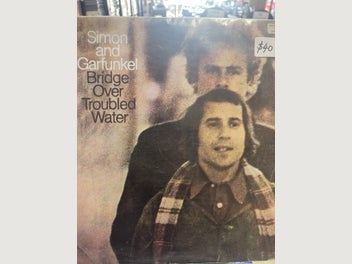 Simon
and
Garfunkel
Bridge
Over
Troubled
Water
$40